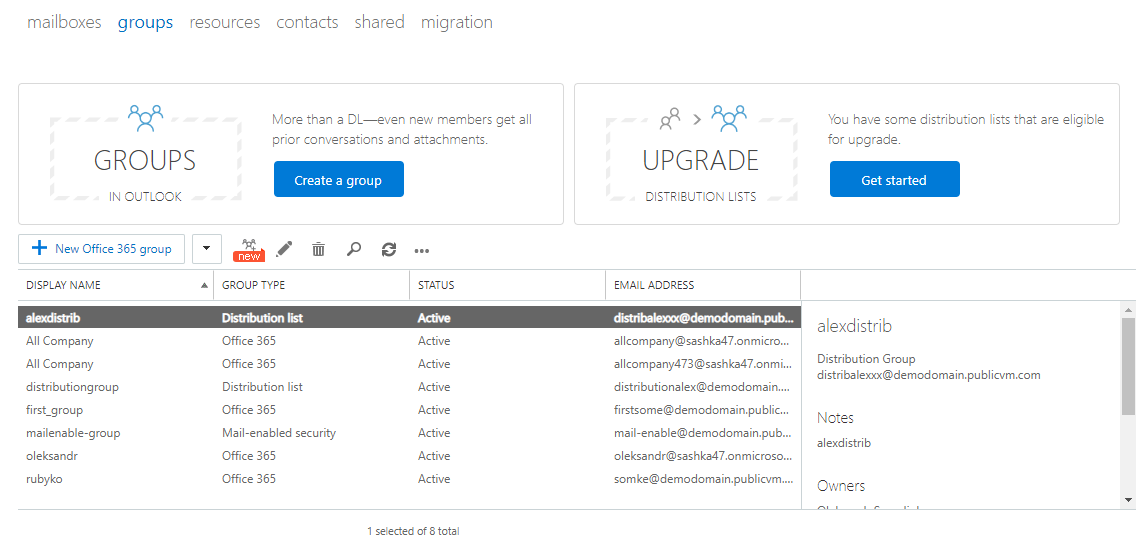 mailboxes groups resources contacts shared migration
More than a DL—even new members get all
prior conversations and attachments.
GROUPS
IN OUTLOOK
Create a group
You have some distribution lists that are eligible
for upgrade.
UPGRADE
DISTRIBUTION LISTS
Get started
New Office 365 group
new
DISPLAY NAME GROUP TYPE STATUS EMAIL ADDRESS
alexdistrib Distribution list Active distribalexxx@demodomain.pub...
All Company Office 365 Active allcompany@sashka47.onmicro...
All Company Office 365 Active allcompany473@sashka47.onmi...
distributiongroup Distribution list Active distributionalex@demodomain....
first_group Office 365 Active firstsome@demodomain.public...
mailenable-group Mail-enabled security Active mail-enable@demodomain.pub...
oleksandr Office 365 Active oleksandr@sashka47.onmicroso...
rubyko Office 365 Active somke@demodomain.publicvm....
alexdistrib
Distribution Group
distribalexxx@demodomain.publicvm.com
Notes
alexdistrib
Owners
1 selected of 8 total